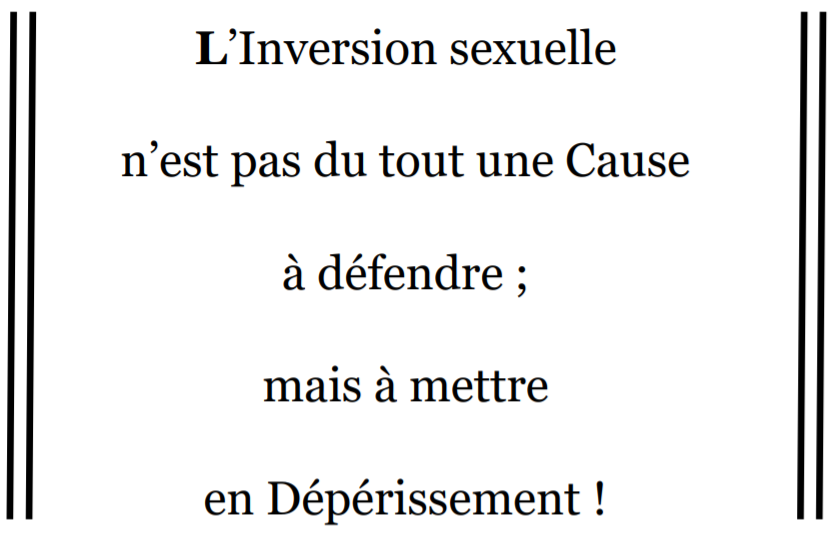 L’Inversion sexuelle
n’est pas du tout une Cause
à défendre ;
mais à mettre
en Dépérissement !